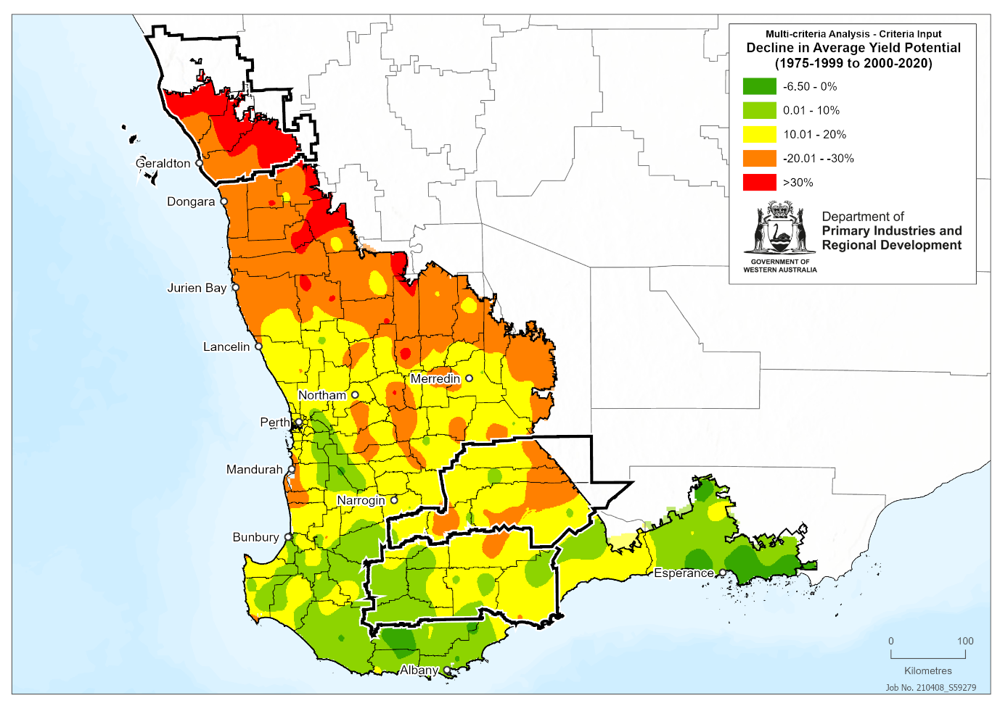 Multi-criteria Analysis - Criteria Input
Decline in Average Yield Potential
(1975-1999 to 2000-2020)
-6.50 - 0%
0.01 - 10%
10.01 - 20%
-20.01 - -30%
>30%
Department of
Primary Industries and
Regional Development
GOVERNMENT OF
WESTERN AUSTRALIA
Geraldton
Dongara
Jurien Bay
Lancelin
Merredin
Northam
Perth
Mandurah
Narrogin
Bunbury
Esperance
Albany
0 100
Kilometres
Job No. 210408_S59279